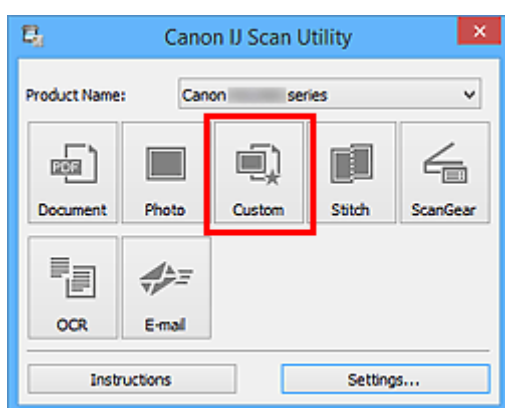 Canon IJ Scan Utility
Product Name: Canon series
PDF
Document Photo Custom Stitch ScanGear
OCR E-mail
Instructions Settings...